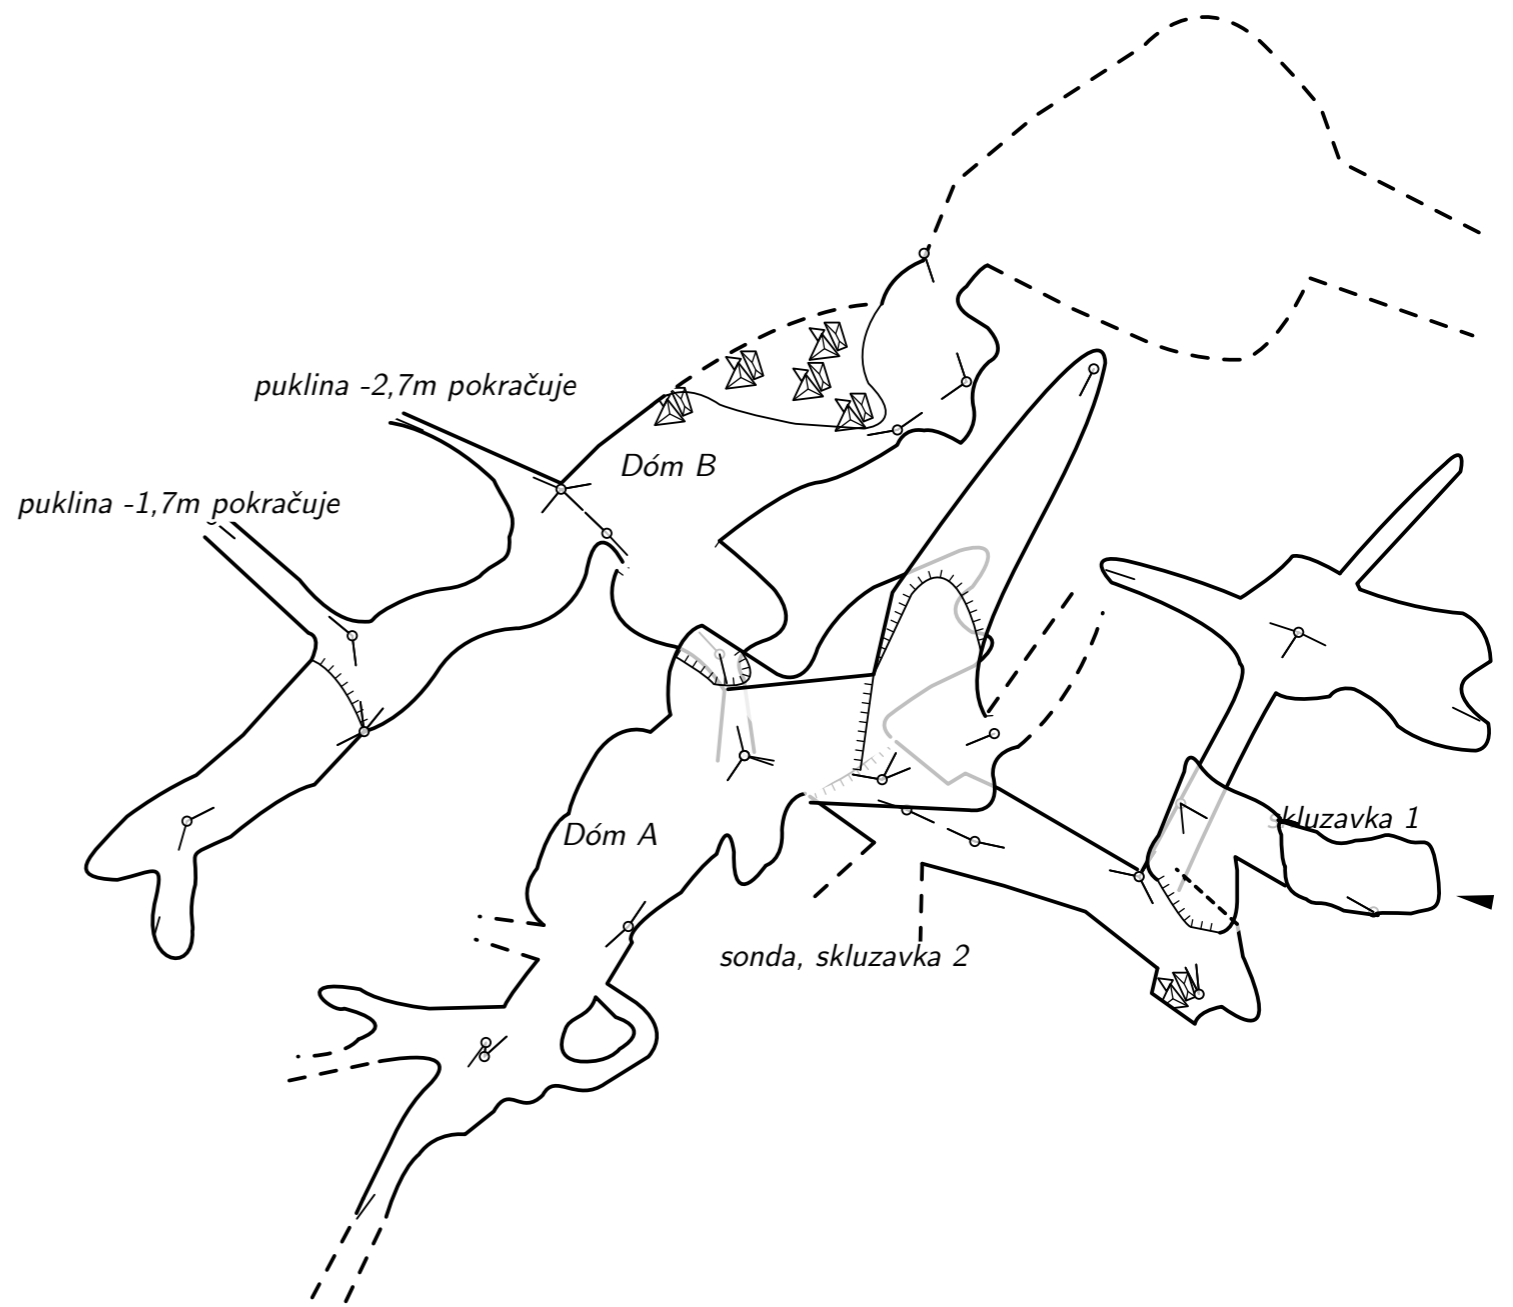 puklina -2,7m pokračuje
Dóm B
puklina -1,7m pokračuje
skluzavka 1
Dóm A
sonda, skluzavka 2